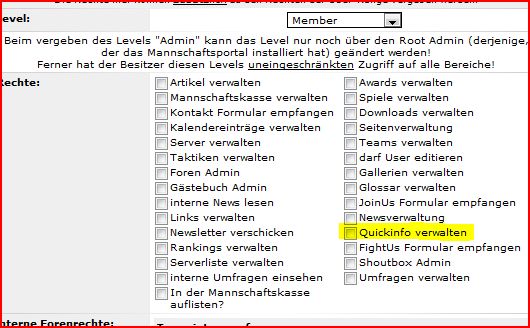 Level:
Member
Beim vergeben des Levels "Admin" kann das Level nur noch über den Root Admin (derjenige,
der das Mannschaftsportal installiert hat) geändert werden!
Ferner hat der Besitzer diesen Levels uneingeschränkten Zugriff auf alle Bereiche!
Rechte:
Artikel verwalten
Awards verwalten
Mannschaftskasse verwalten
Spiele verwalten
Kontakt Formular empfangen
Downloads verwalten
Kalendereinträge verwalten
Seitenverwaltung
Server verwalten
Teams verwalten
Taktiken verwalten
darf User editieren
Foren Admin
Gallerien verwalten
Gästebuch Admin
Glossar verwalten
interne News lesen
JoinUs Formular empfangen
Links verwalten
Newsverwaltung
Newsletter verschicken
Quickinfo verwalten
Rankings verwalten
FightUs Formular empfangen
Serverliste verwalten
Shoutbox Admin
interne Umfragen einsehen
Umfragen verwalten
In der Mannschaftskasse
auflisten?
interne Forenrechte: